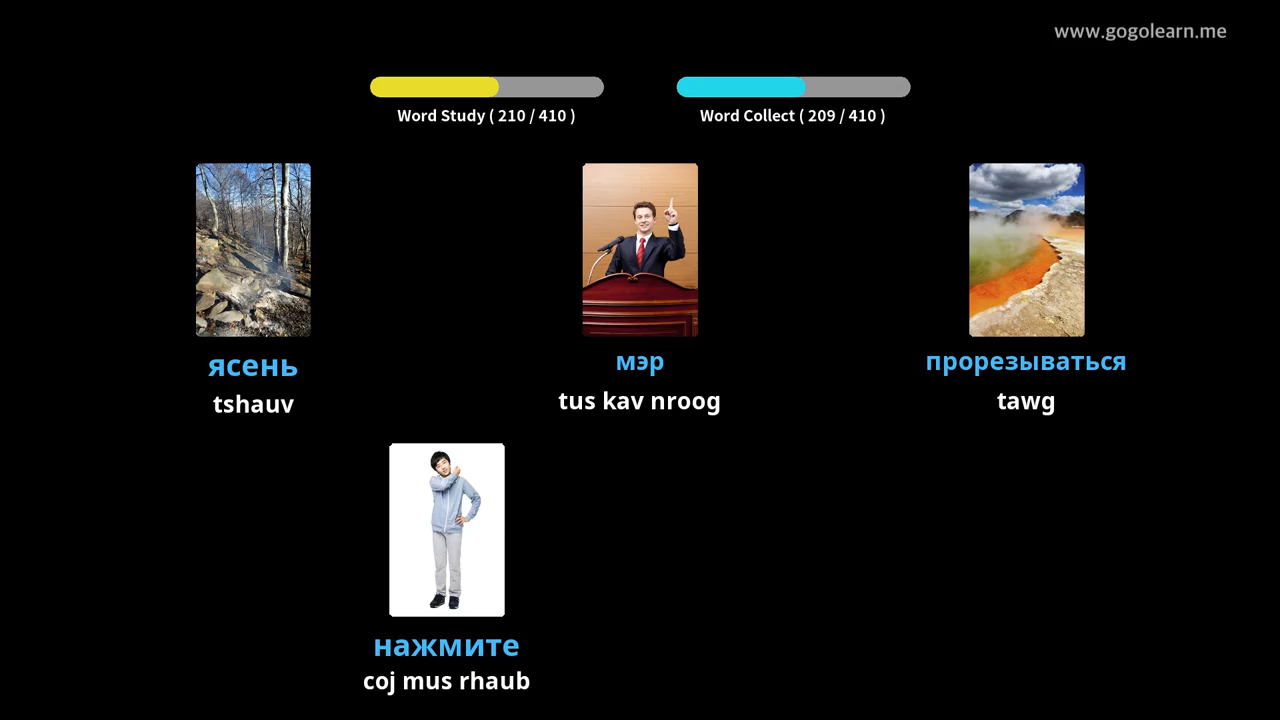 www.gogolearn.me
Word Study ( 210 / 410 )
Word Collect ( 209 / 410 )
ясень
tshauv
мэр
tus kav nroog
прорезываться
tawg
нажмите
coj mus rhaub